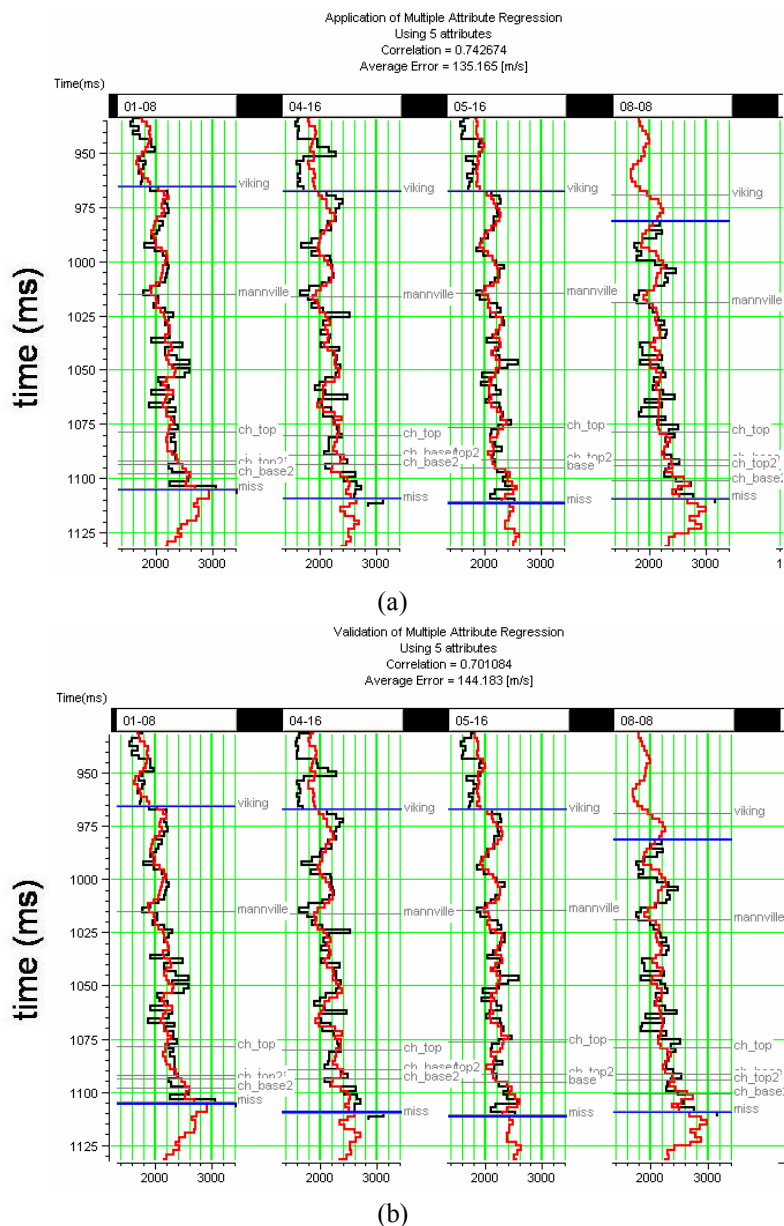 Application of Multiple Attribute Regression
Using 5 attributes
Correlation = 0.742674
Average Error = 135.165 [m/s]
Time(ms)
01-08 04-16 05-16 08-08
950
viking viking viking viking
975
1000
mannville mannville mannville mannville
1025
1050
1075
ch_top ch_top ch_top ch_top
ch_base2 ch_base2 base ch_top2
ch_base2
1100
miss miss miss
1125
2000 3000 2000 3000 2000 3000 2000 3000 1
time (ms)
(a)
Validation of Multiple Attribute Regression
Using 5 attributes
Correlation = 0.701084
Average Error = 144.183 [m/s]
Time(ms)
01-08 04-16 05-16 08-08
950
viking viking viking viking
975
1000
mannville mannville mannville mannville
1025
1050
1075
ch_top ch_top ch_top ch_top
ch_base2 ch_base2 base ch_top2
ch_base2
1100
miss miss miss
1125
2000 3000 2000 3000 2000 3000 2000 3000
time (ms)
(b)